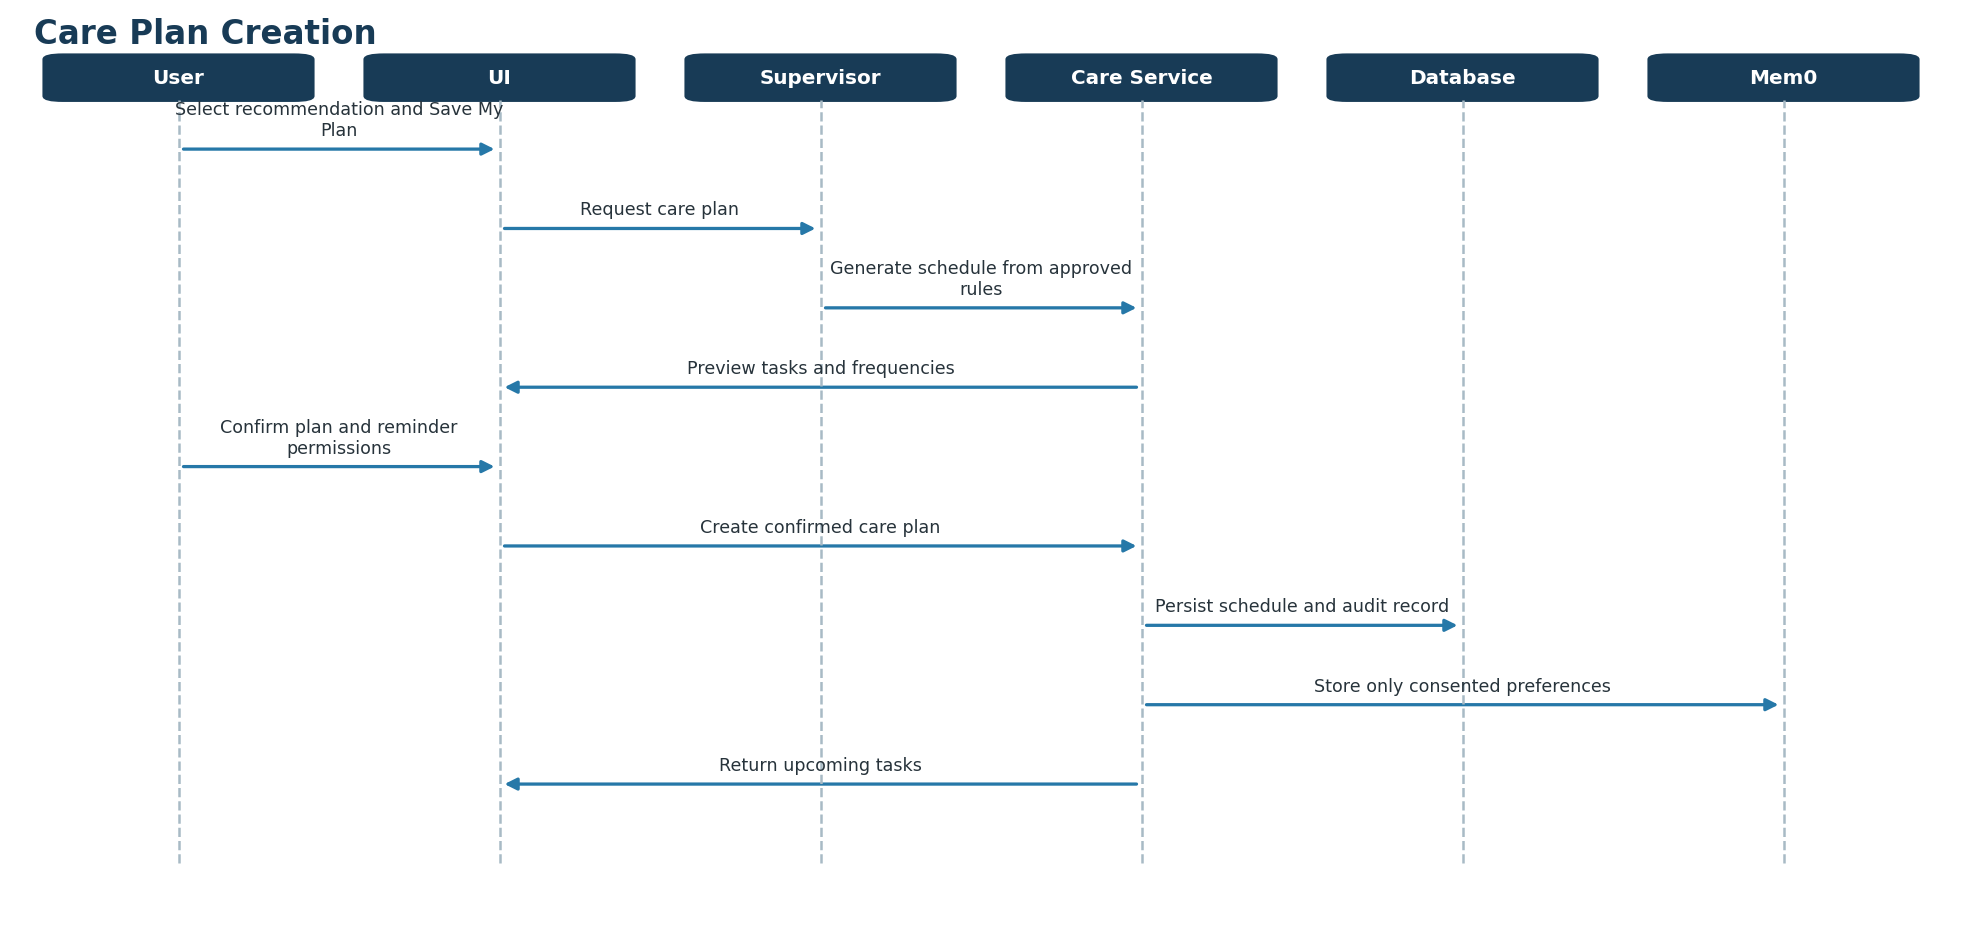 Care Plan Creation
User
UI
Supervisor
Care Service
Database
Mem0
Select recommendation and Save My
Plan
Request care plan
Generate schedule from approved
rules
Preview tasks and frequencies
Confirm plan and reminder
permissions
Create confirmed care plan
Persist schedule and audit record
Store only consented preferences
Return upcoming tasks